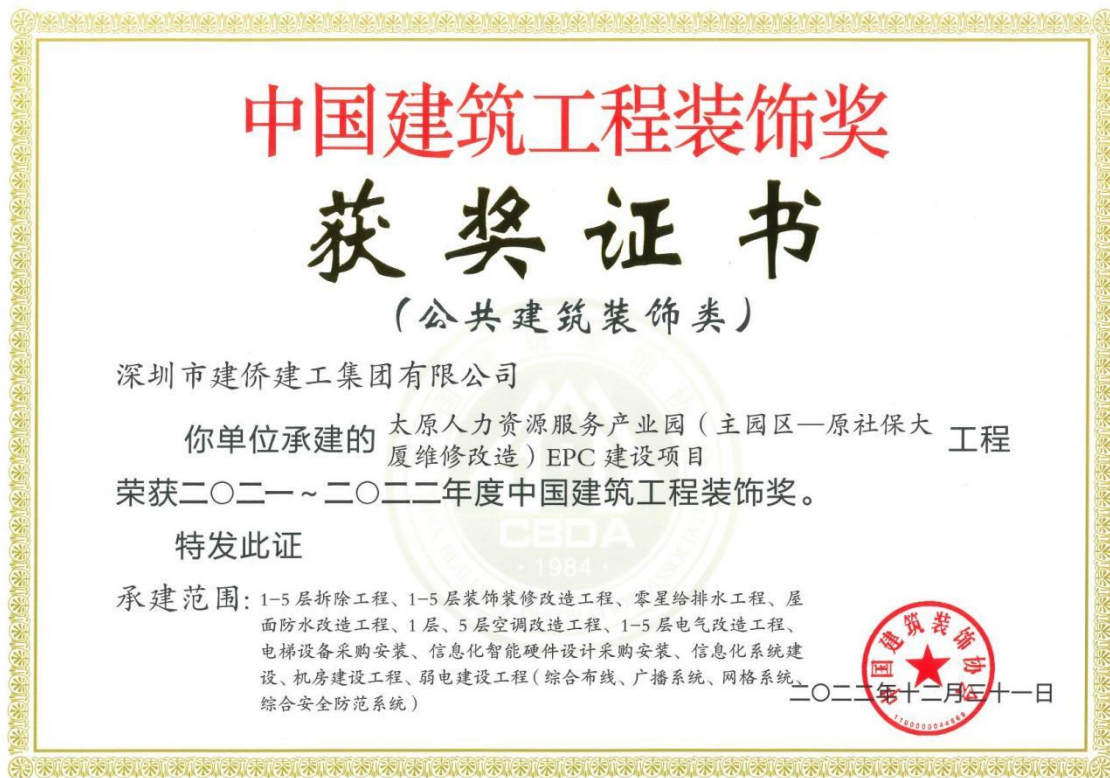 中国建筑工程装饰奖
获奖证书
（公共建筑装饰类）
深圳市建侨建工集团有限公司
你单位承建的 太原人力资源服务产业园（主园区—原社保大厦维修改造）EPC 建设项目 工程
荣获二〇二一~二〇二二年度中国建筑工程装饰奖。
特发此证
承建范围：1-5 层拆除工程、1-5 层装饰装修改造工程、零星给排水工程、屋
面防水改造工程、1 层、5 层空调改造工程、1-5 层电气改造工程、
电梯设备采购安装、信息化智能硬件设计采购安装、信息化系统建
设、机房建设工程、弱电建设工程（综合布线、广播系统、网格系统、
综合安全防范系统）
二〇二二年十二月三十一日
中国建筑装饰协会
1100000044869
CBDA
·1984·